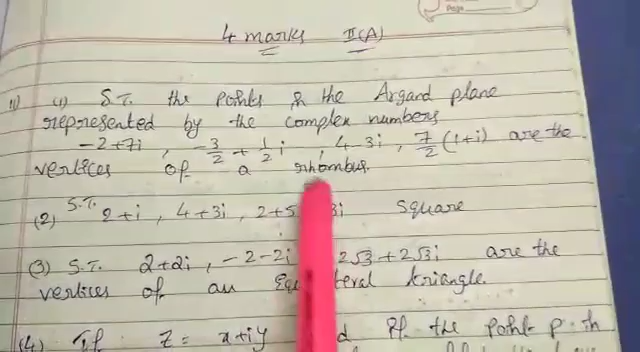 Page
4 marks II(A)
1) (1) S.T. the points in the Argand plane
represented by the complex numbers
-2+7i , -3/2 + 1/2 i , 4-3i , 7/2 (1+i) are the
vertices of a rhombus.
(2) S.T. 2+i , 4+3i , 2+5 3i square
(3) S.T. 2+2i , -2-2i 2√3+2√3i are the
vertices of an Equ teral triangle.
(4) If z = x+iy d if the point P in